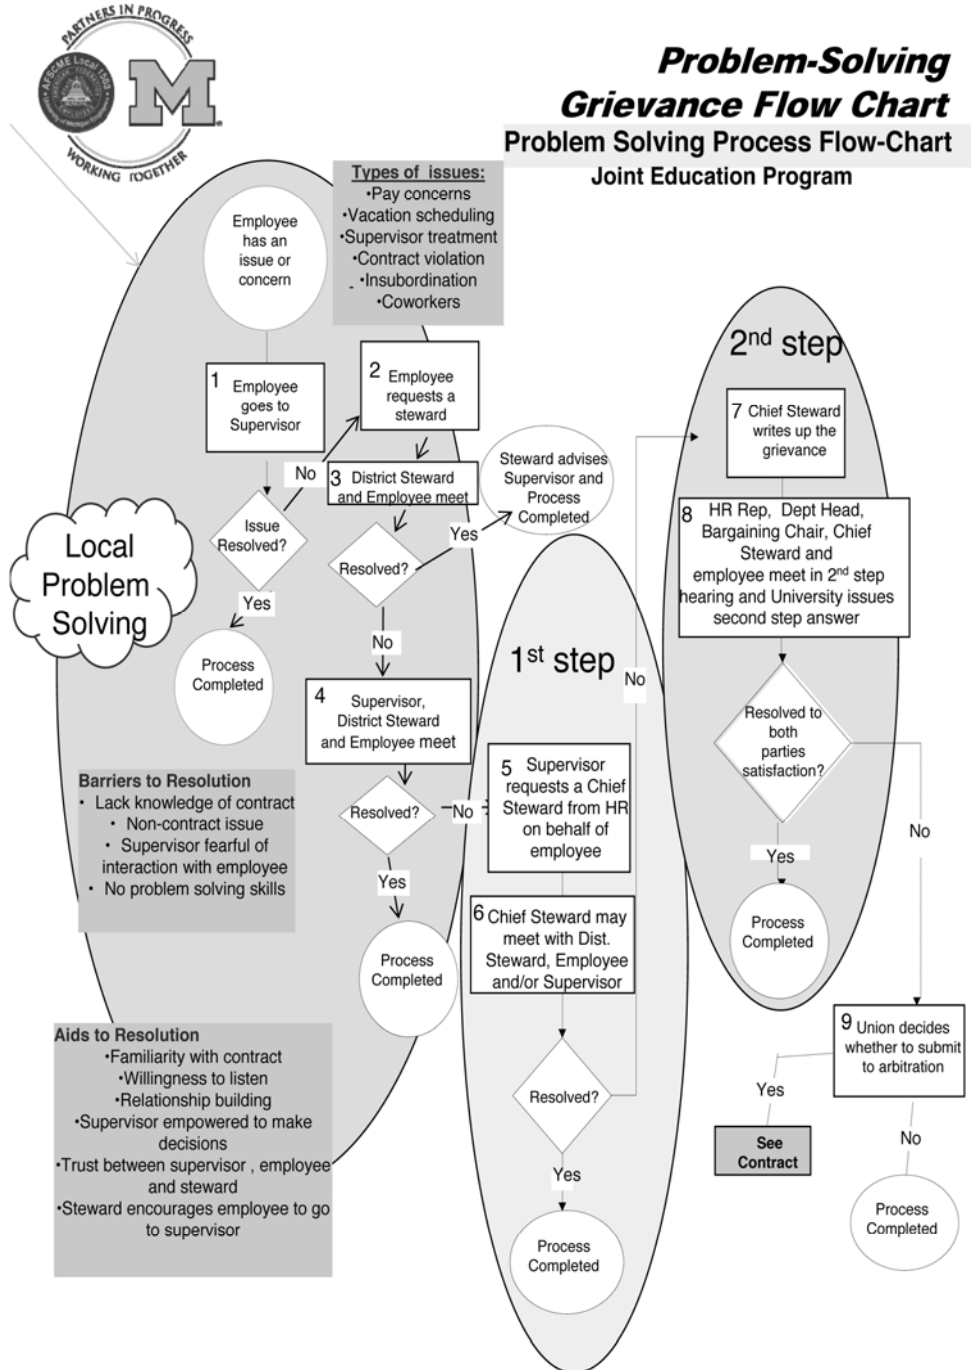 PARTNERS IN PROGRESS
AFSCME Local 1583
M
WORKING TOGETHER
Problem-Solving
Grievance Flow Chart
Problem Solving Process Flow-Chart
Joint Education Program
Types of issues:
•Pay concerns
•Vacation scheduling
•Supervisor treatment
•Contract violation
•Insubordination
•Coworkers
Employee
has an
issue or
concern
1 Employee
goes to
Supervisor
Issue
Resolved?
No
Yes
Process
Completed
2 Employee
requests a
steward
3 District Steward
and Employee meet
Resolved?
Yes
Steward advises
Supervisor and
Process
Completed
No
4 Supervisor,
District Steward
and Employee meet
Resolved?
No
Yes
Process
Completed
Local
Problem
Solving
Barriers to Resolution
• Lack knowledge of contract
• Non-contract issue
• Supervisor fearful of
interaction with employee
• No problem solving skills
Aids to Resolution
•Familiarity with contract
•Willingness to listen
•Relationship building
•Supervisor empowered to make
decisions
•Trust between supervisor , employee
and steward
•Steward encourages employee to go
to supervisor
1st step
5 Supervisor
requests a Chief
Steward from HR
on behalf of
employee
6 Chief Steward may
meet with Dist.
Steward, Employee
and/or Supervisor
Resolved?
No
Yes
Process
Completed
2nd step
7 Chief Steward
writes up the
grievance
8 HR Rep, Dept Head,
Bargaining Chair, Chief
Steward and
employee meet in 2nd step
hearing and University issues
second step answer
Resolved to
both
parties
satisfaction?
No
Yes
Process
Completed
9 Union decides
whether to submit
to arbitration
Yes
See
Contract
No
Process
Completed